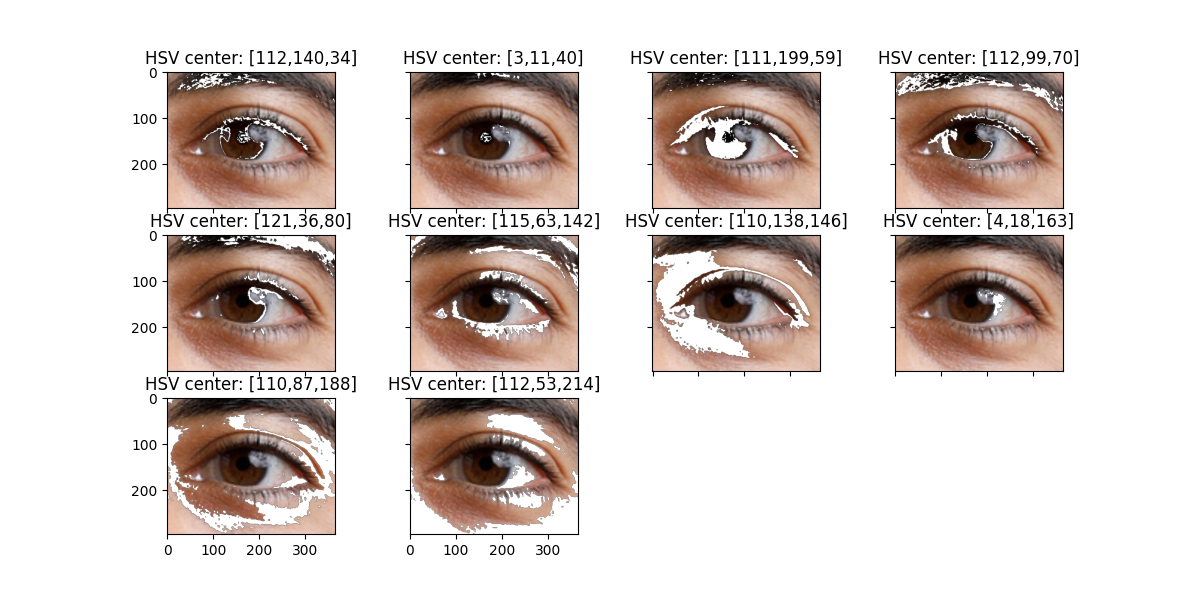 HSV center: [112,140,34] HSV center: [3,11,40] HSV center: [111,199,59] HSV center: [112,99,70]
0
100
200
HSV center: [121,36,80] HSV center: [115,63,142] HSV center: [110,138,146] HSV center: [4,18,163]
0
100
200
HSV center: [110,87,188] HSV center: [112,53,214]
0
100
200
0 100 200 300 0 100 200 300